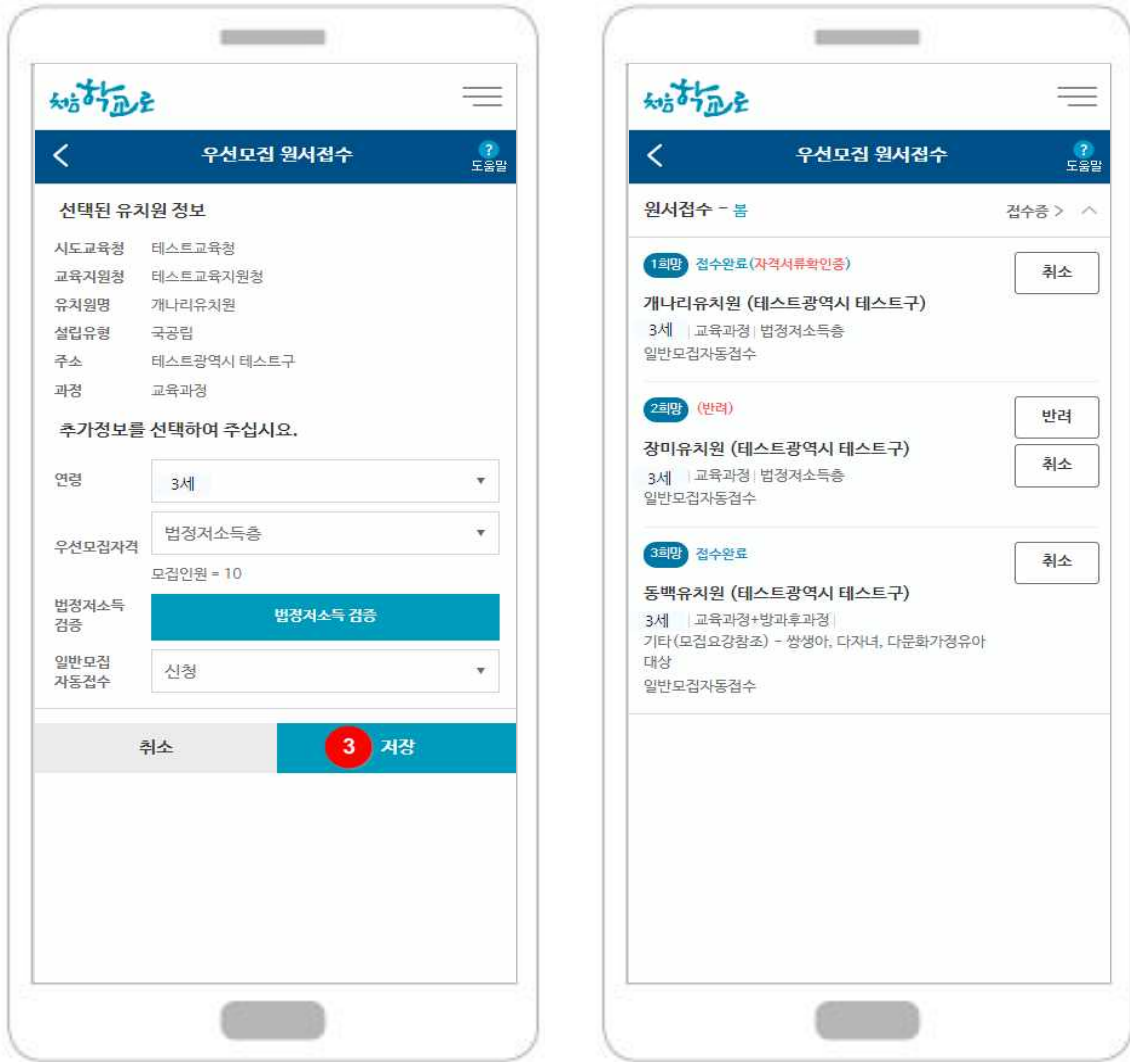 처음학교로
우선모집 원서접수
?
도움말
선택된 유치원 정보
시도교육청 테스트교육청
교육지원청 테스트교육지원청
유치원명 개나리유치원
설립유형 국공립
주소 테스트광역시 테스트구
과정 교육과정
추가정보를 선택하여 주십시요.
연령 3세
우선모집자격 법정저소득층
모집인원 = 10
법정저소득
검증
법정저소득 검증
일반모집
자동접수
신청
취소
3 저장
처음학교로
우선모집 원서접수
?
도움말
원서접수 - 봄 접수증 >
1희망 접수완료(자격서류확인중) 취소
개나리유치원 (테스트광역시 테스트구)
3세 | 교육과정 | 법정저소득층
일반모집자동접수
2희망 (반려) 반려
장미유치원 (테스트광역시 테스트구) 취소
3세 | 교육과정 | 법정저소득층
일반모집자동접수
3희망 접수완료 취소
동백유치원 (테스트광역시 테스트구)
3세 | 교육과정+방과후과정 |
기타(모집요강참조) - 쌍생아, 다자녀, 다문화가정유아
대상
일반모집자동접수